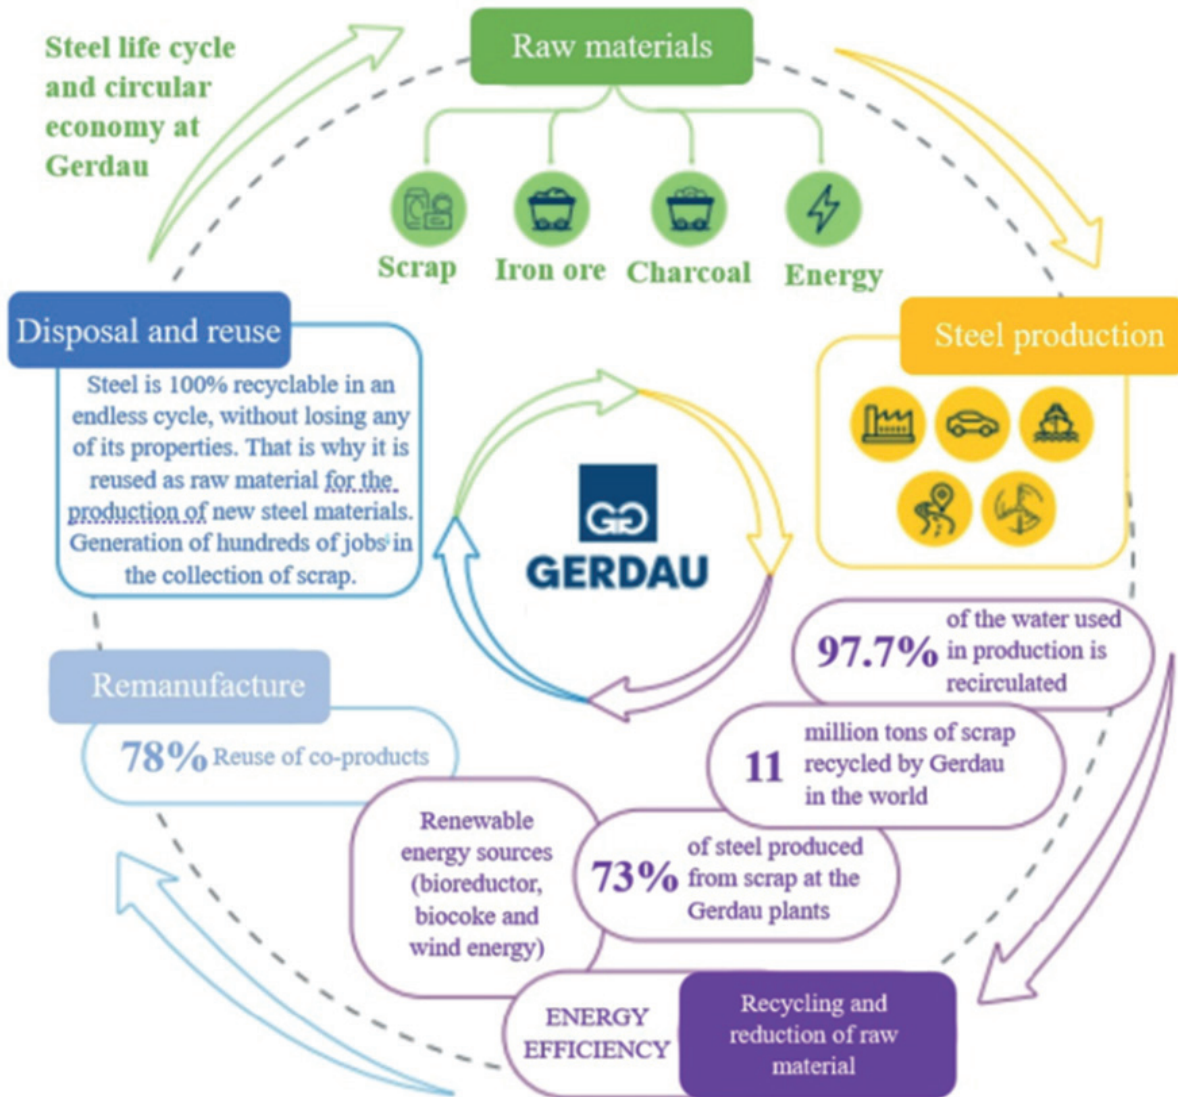 Steel life cycle
and circular
economy at
Gerdau
Raw materials
Scrap
Iron ore
Charcoal
Energy
Steel production
Disposal and reuse
Steel is 100% recyclable in an
endless cycle, without losing any
of its properties. That is why it is
reused as raw material for the
production of new steel materials.
Generation of hundreds of jobs in
the collection of scrap.
GERDAU
97.7%
of the water used
in production is
recirculated
11
million tons of scrap
recycled by Gerdau
in the world
73%
of steel produced
from scrap at the
Gerdau plants
Recycling and
reduction of raw
material
ENERGY
EFFICIENCY
Renewable
energy sources
(bioreductor,
biocoke and
wind energy)
Remanufacture
78% Reuse of co-products